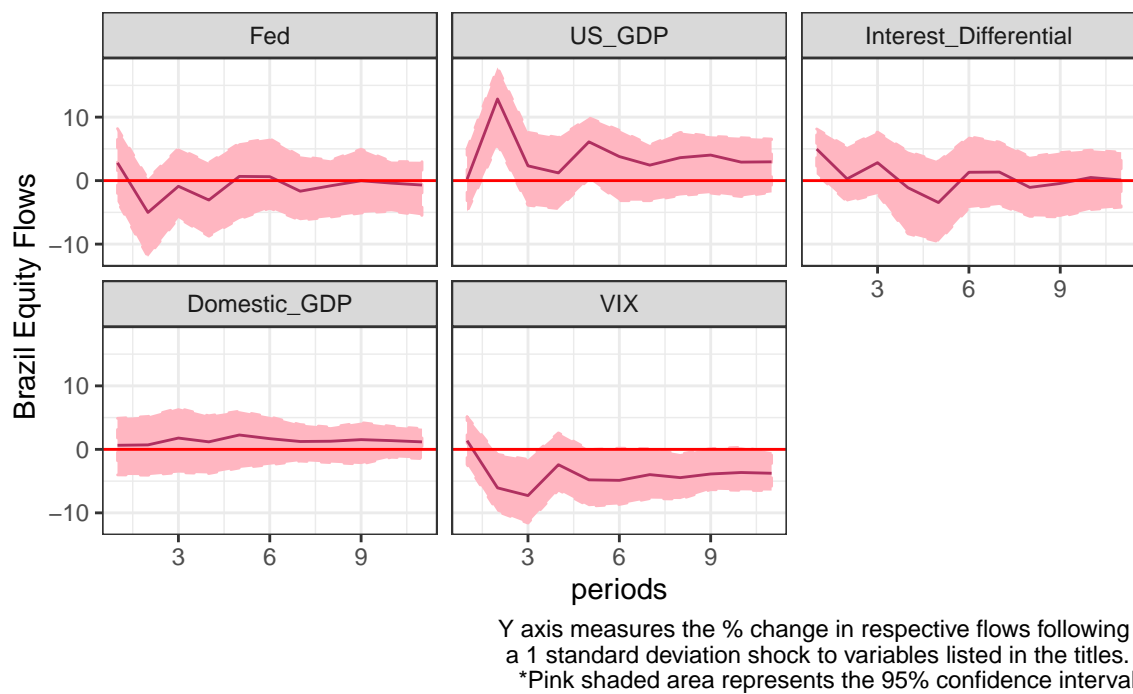 Fed
US_GDP
Interest_Differential
10
0
−10
3
6
9
Domestic_GDP
VIX
10
0
−10
3
6
9
3
6
9
Brazil Equity Flows
periods
Y axis measures the % change in respective flows following
a 1 standard deviation shock to variables listed in the titles.
*Pink shaded area represents the 95% confidence interval